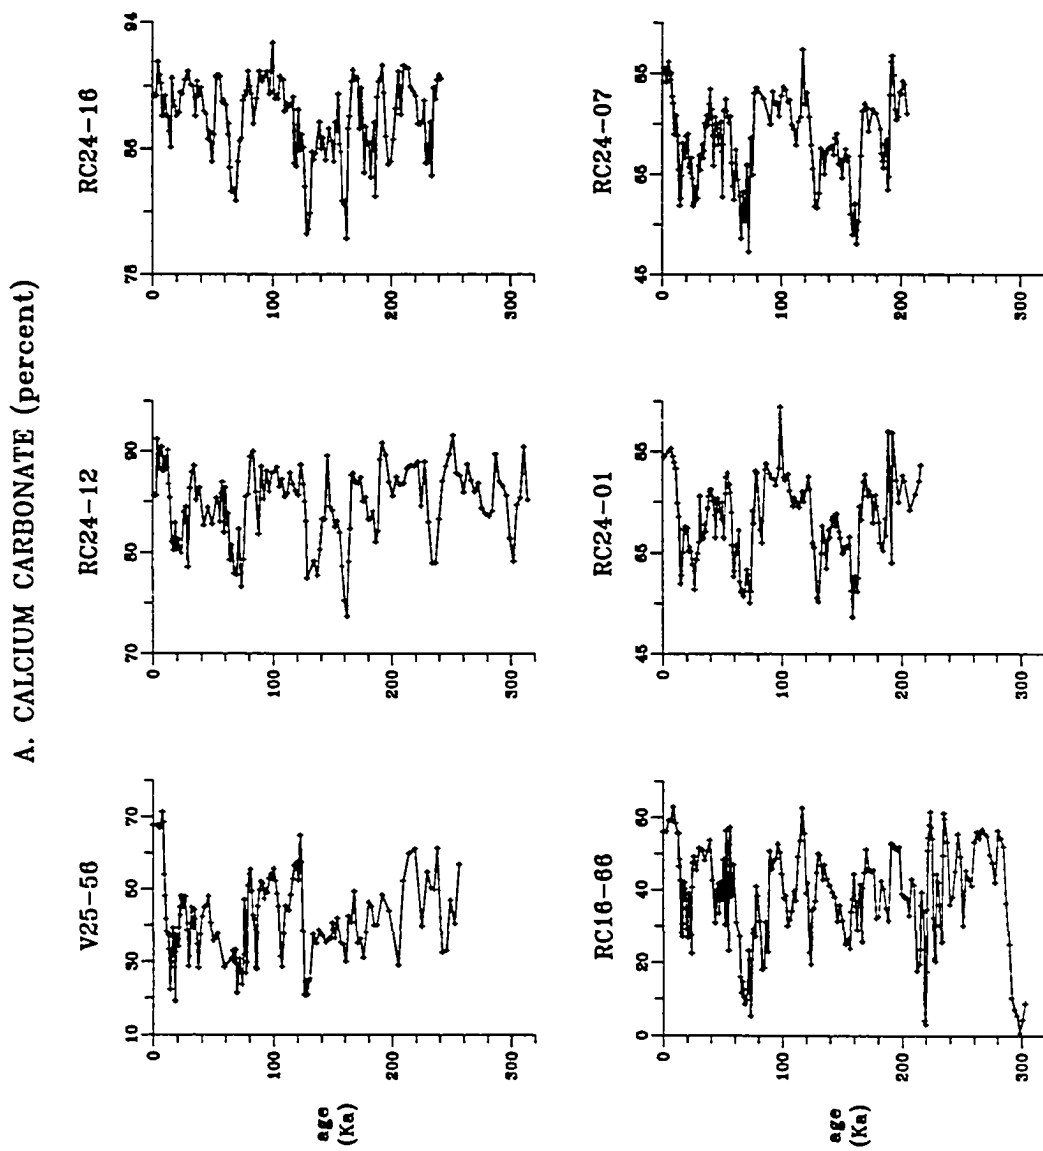 A. CALCIUM CARBONATE (percent)
V25-56
10 30 50 70
0
100
200
300
age
(Ka)
RC24-12
70 80 90
0
100
200
300
RC24-16
78 86 94
0
100
200
300
RC16-66
0 20 40 60
0
100
200
300
age
(Ka)
RC24-01
45 65 85
0
100
200
300
RC24-07
45 65 85
0
100
200
300